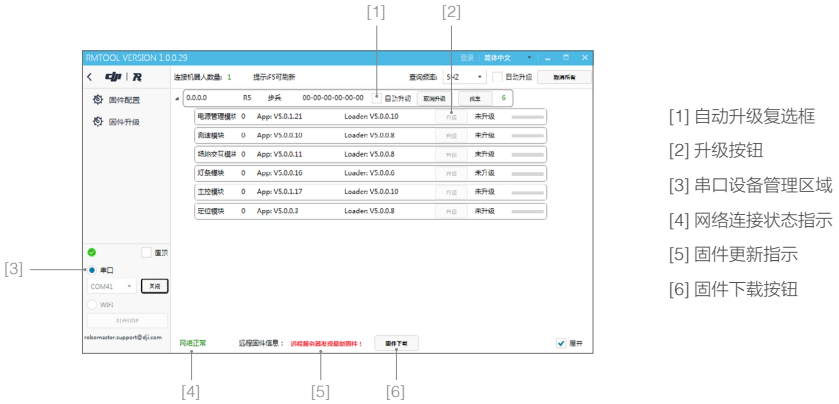 [1] [2]
RMTOOL VERSION 1.0.0.29 登录 简体中文
dji R 连接机器人数量: 1 提示:F5可刷新 查询频率: 5HZ 自动升级 取消所有
固件配置
固件升级
0.0.0.0 R5 步兵 00-00-00-00-00-00 自动升级 取消升级 找车 6
电源管理模块 0 App: V5.0.1.21 Loader: V5.0.0.10 升级 未升级
测速模块 0 App: V5.0.0.10 Loader: V5.0.0.8 升级 未升级
场地交互模块 0 App: V5.0.0.11 Loader: V5.0.0.8 升级 未升级
灯条模块 0 App: V5.0.0.16 Loader: V5.0.0.6 升级 未升级
主控模块 0 App: V5.0.1.17 Loader: V5.0.0.10 升级 未升级
定位模块 0 App: V5.0.0.3 Loader: V5.0.0.8 升级 未升级
置顶
[3] 串口
COM41 关闭
WIFI
robomaster.support@dji.com
网络正常 远程固件信息: 远程服务器发现最新固件! 固件下载 展开
[4] [5] [6]
[1] 自动升级复选框
[2] 升级按钮
[3] 串口设备管理区域
[4] 网络连接状态指示
[5] 固件更新指示
[6] 固件下载按钮